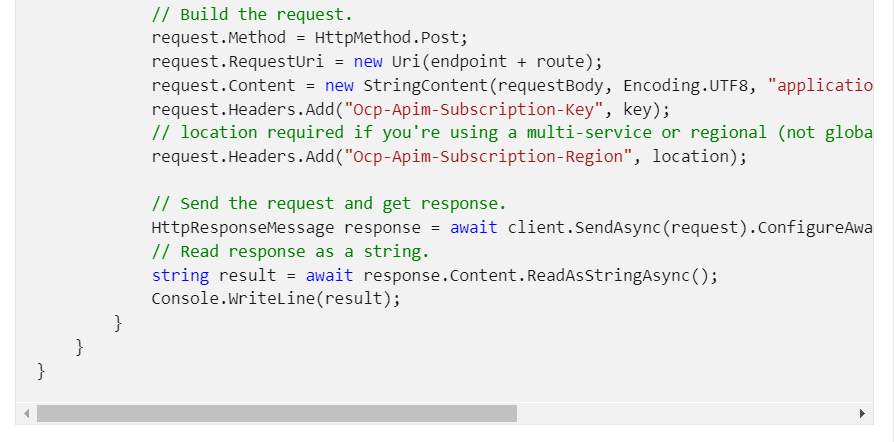 // Build the request.
request.Method = HttpMethod.Post;
request.RequestUri = new Uri(endpoint + route);
request.Content = new StringContent(requestBody, Encoding.UTF8, "applicatio
request.Headers.Add("Ocp-Apim-Subscription-Key", key);
// location required if you're using a multi-service or regional (not globa
request.Headers.Add("Ocp-Apim-Subscription-Region", location);
// Send the request and get response.
HttpResponseMessage response = await client.SendAsync(request).ConfigureAwa
// Read response as a string.
string result = await response.Content.ReadAsStringAsync();
Console.WriteLine(result);
}
}
}